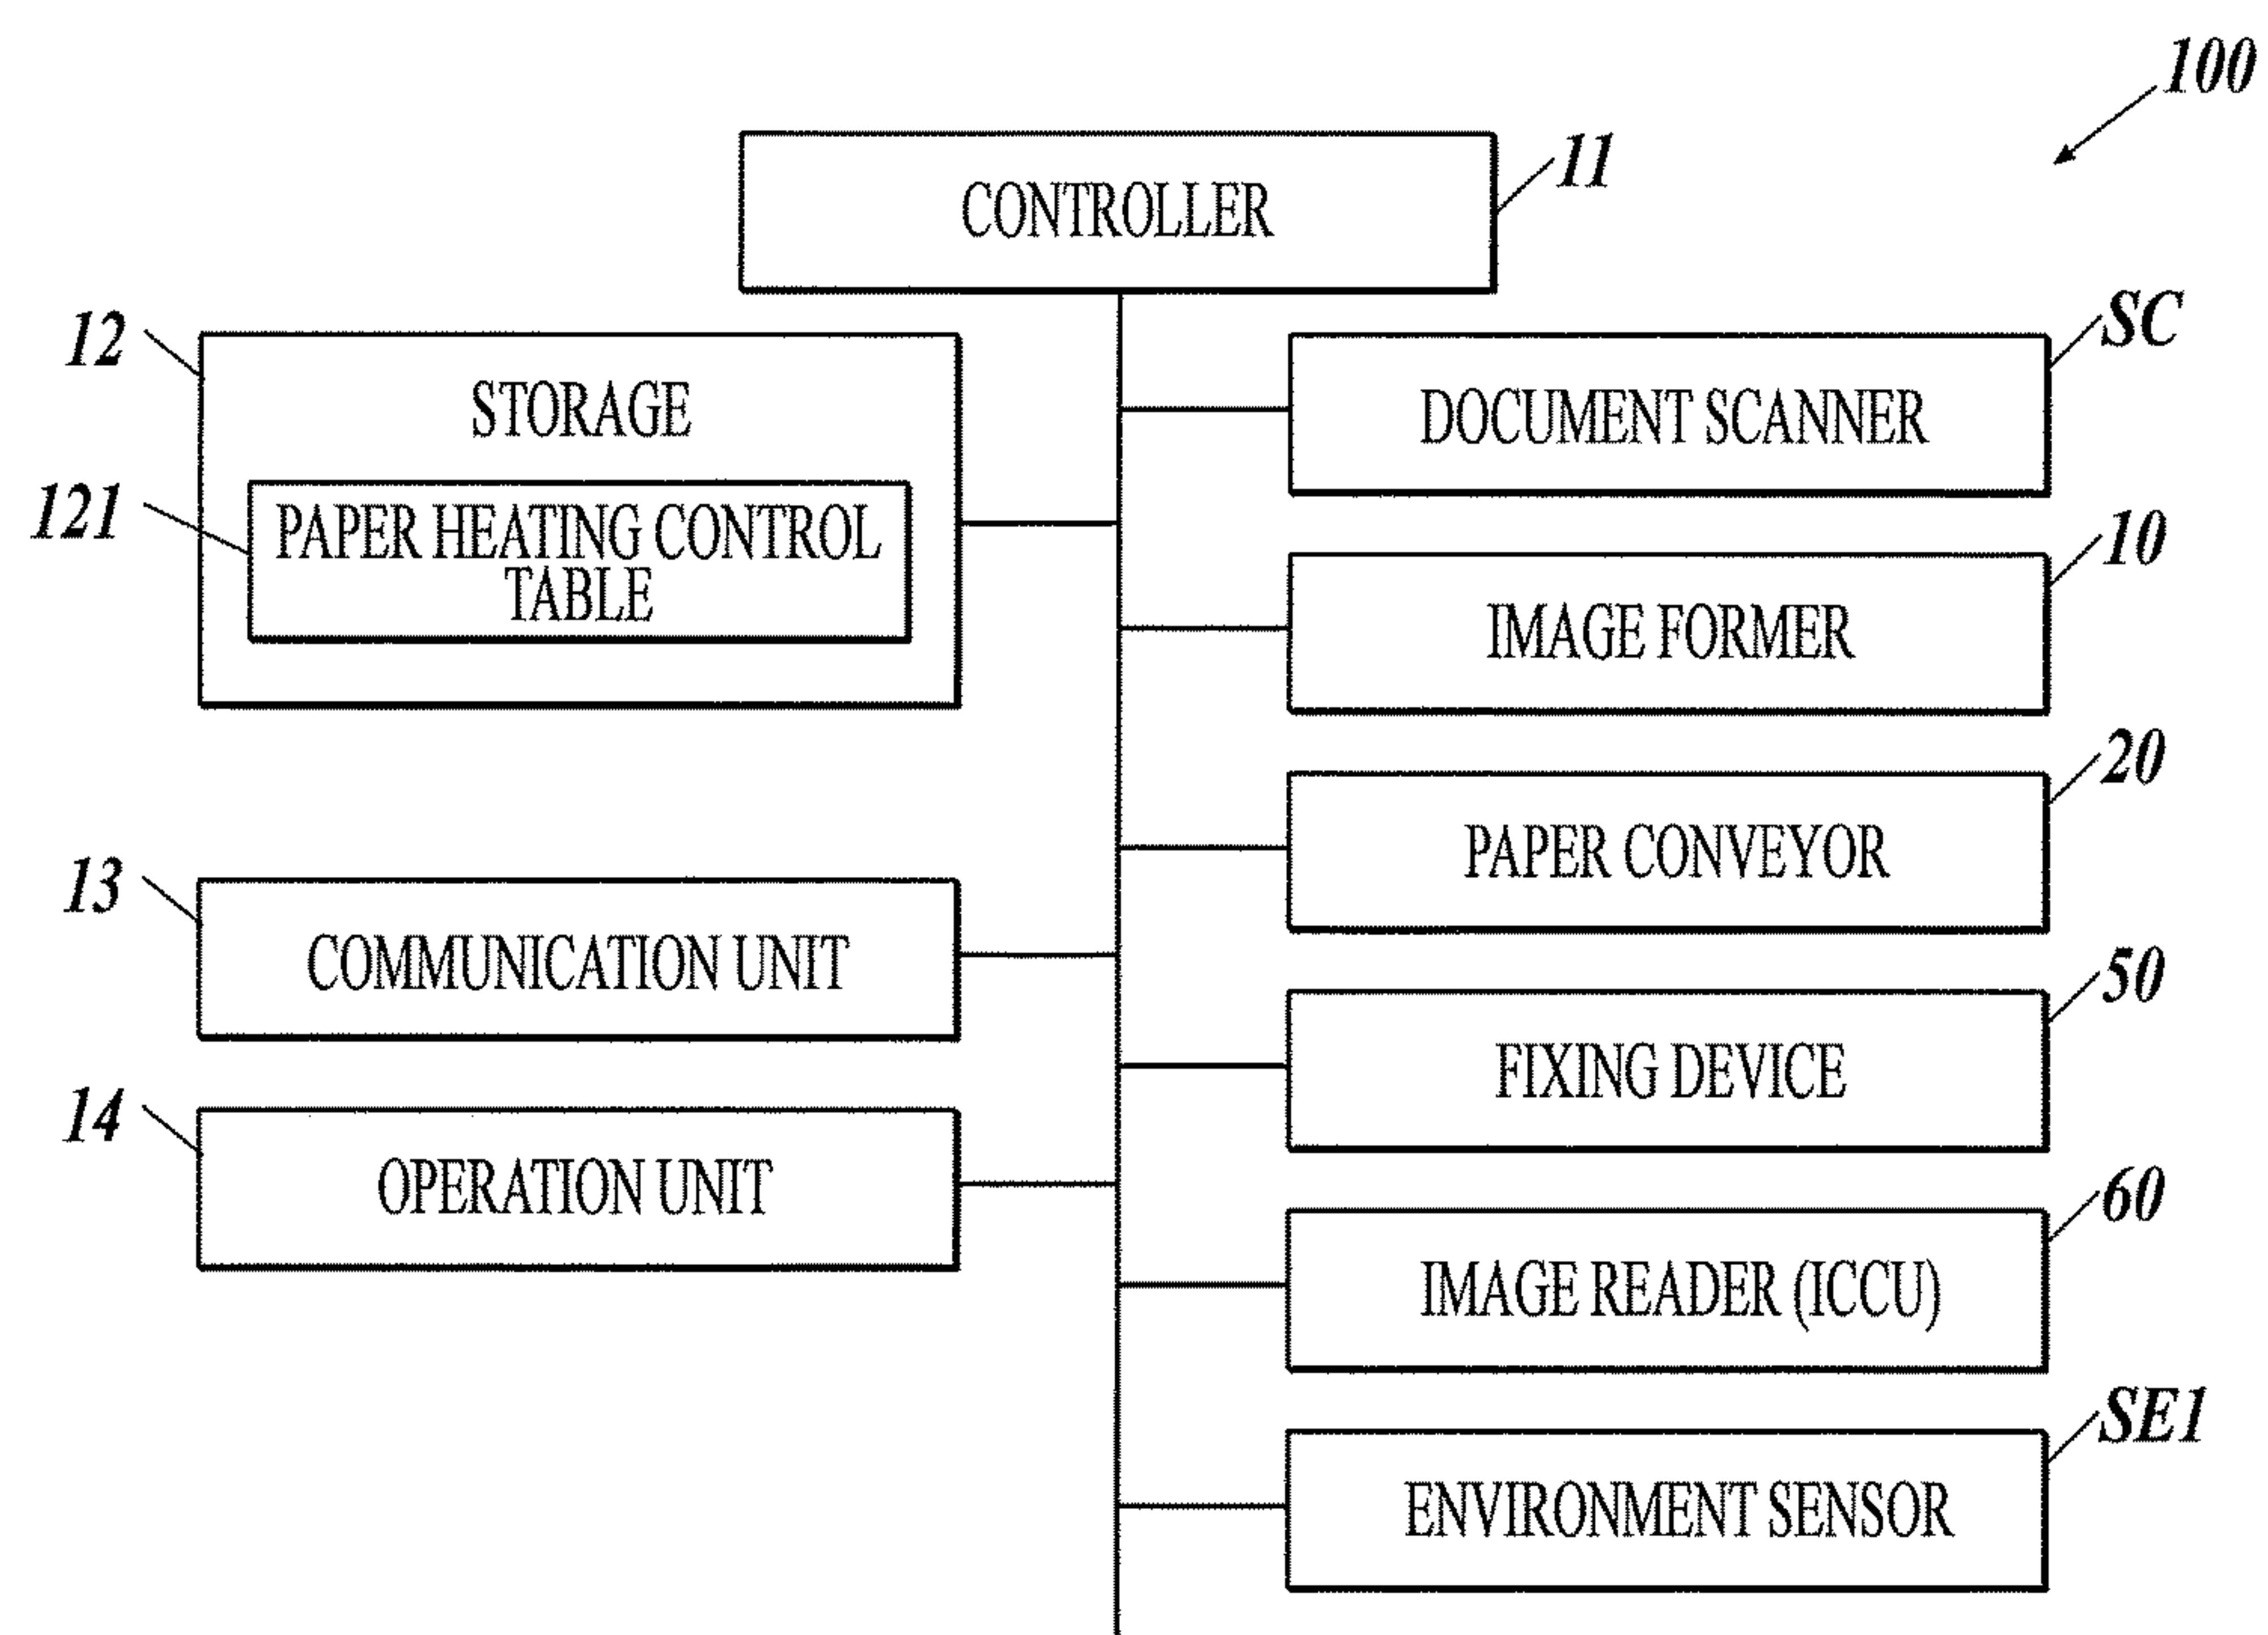 100
CONTROLLER
11
12
STORAGE
121
PAPER HEATING CONTROL
TABLE
13
COMMUNICATION UNIT
14
OPERATION UNIT
SC
DOCUMENT SCANNER
10
IMAGE FORMER
20
PAPER CONVEYOR
50
FIXING DEVICE
60
IMAGE READER (ICCU)
SE1
ENVIRONMENT SENSOR